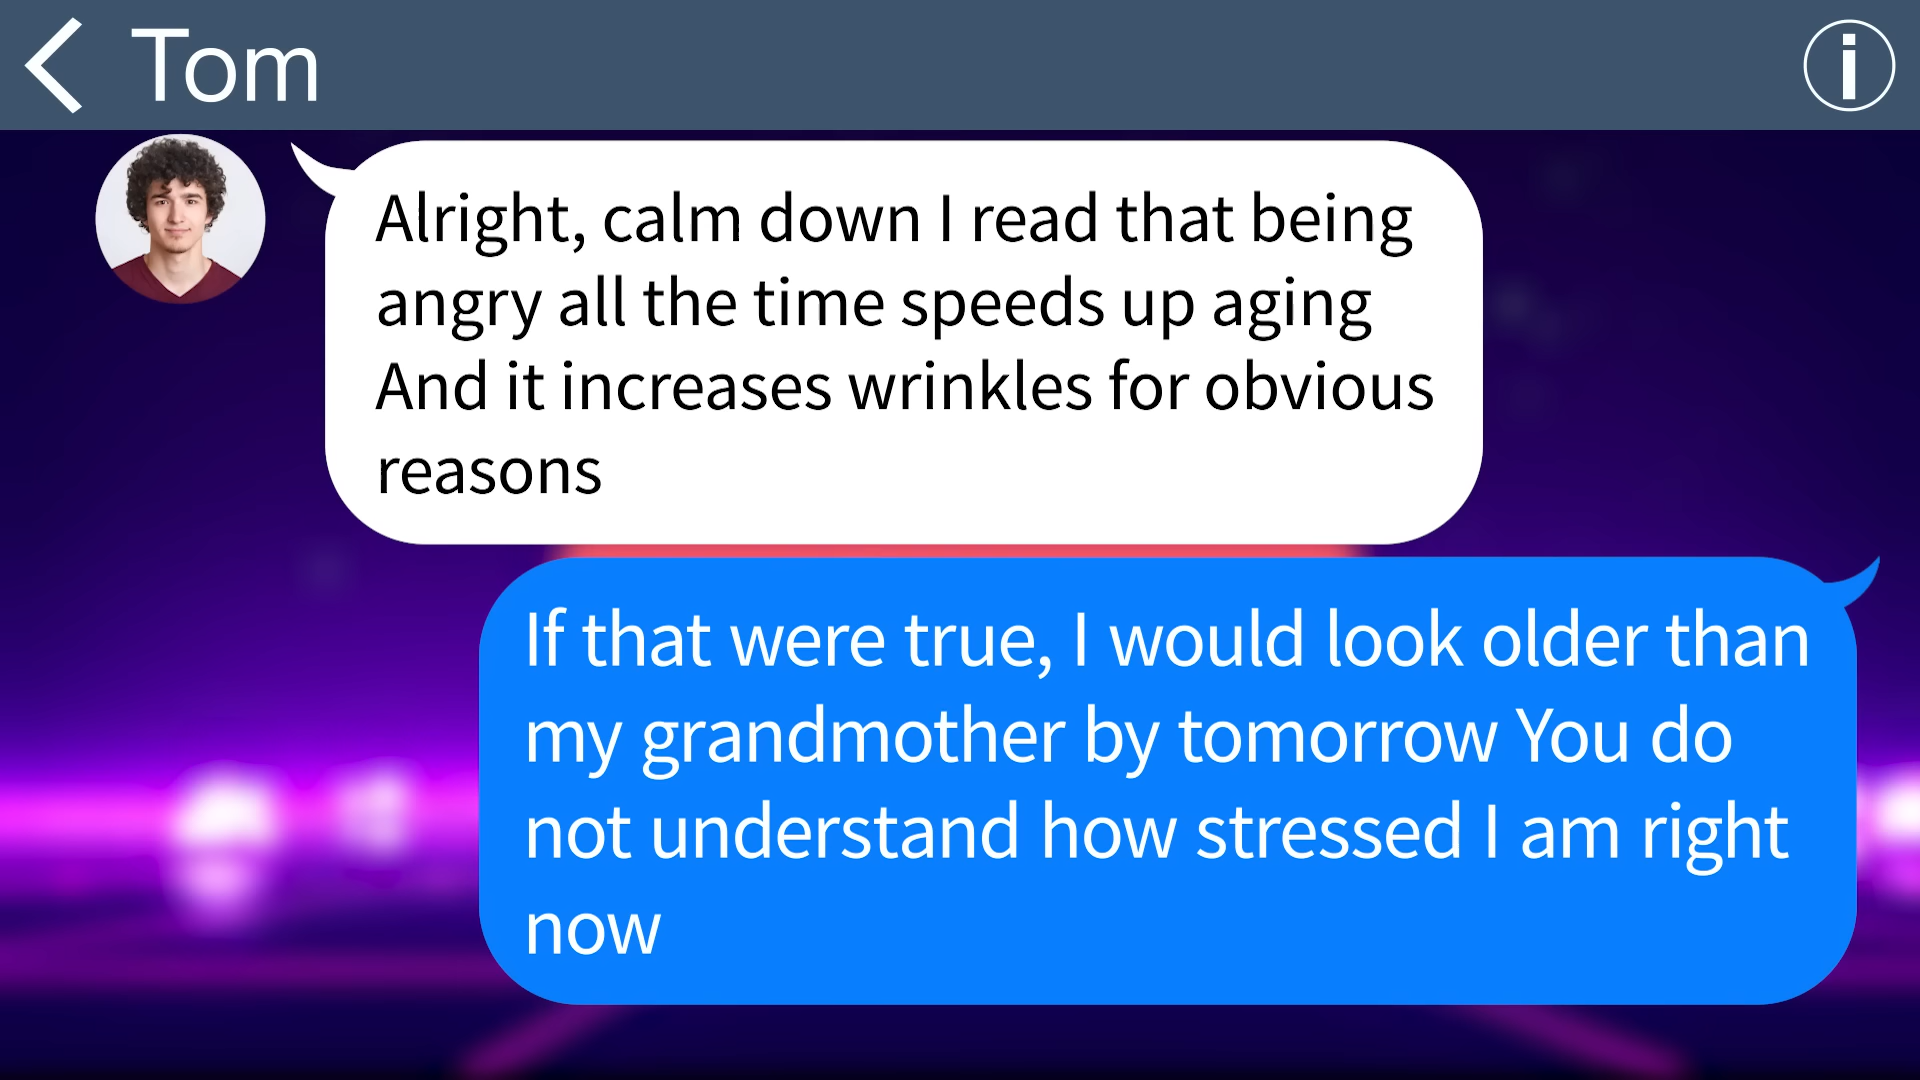 Tom
Alright, calm down I read that being
angry all the time speeds up aging
And it increases wrinkles for obvious
reasons
If that were true, I would look older than
my grandmother by tomorrow You do
not understand how stressed I am right
now